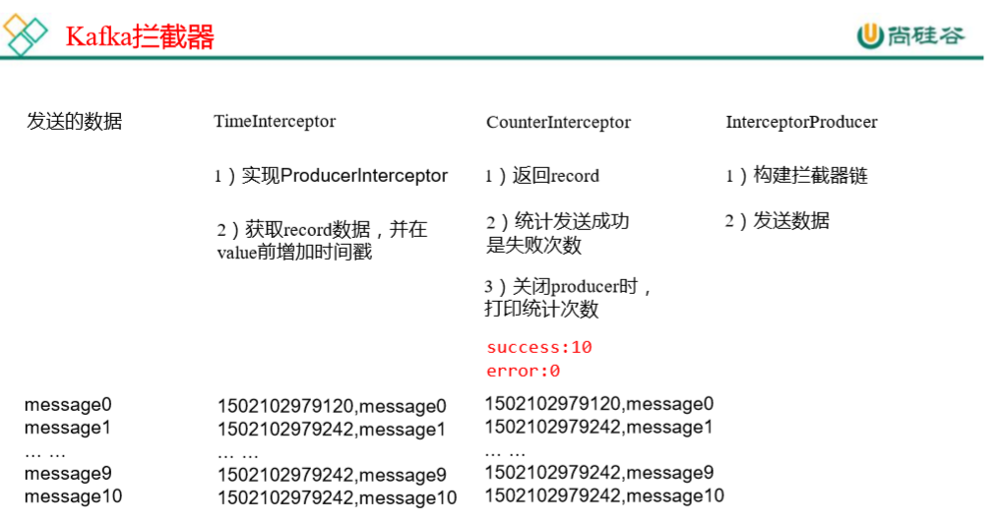 Kafka拦截器
尚硅谷
发送的数据
TimeInterceptor
CounterInterceptor
InterceptorProducer
1）实现ProducerInterceptor
2）获取record数据，并在
value前增加时间戳
1）返回record
2）统计发送成功
是失败次数
3）关闭producer时，
打印统计次数
success:10
error:0
1）构建拦截器链
2）发送数据
message0
message1
… …
message9
message10
1502102979120,message0
1502102979242,message1
… …
1502102979242,message9
1502102979242,message10
1502102979120,message0
1502102979242,message1
… …
1502102979242,message9
1502102979242,message10